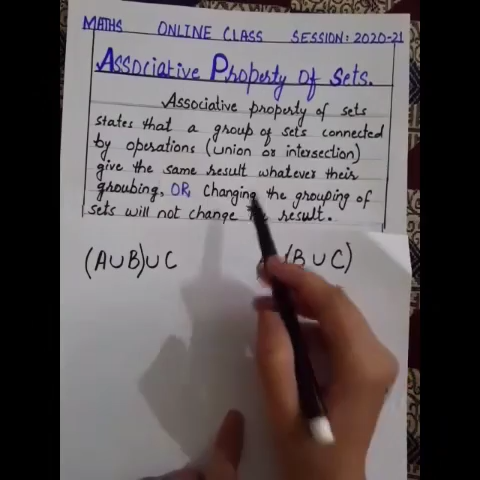 MATHS ONLINE CLASS SESSION: 2020-21
Associative Property Of Sets.
Associative property of sets
states that a group of sets connected
by operations (union or intersection)
give the same result whatever their
groubing. OR, Changing the grouping of
sets will not change the result.
(A∪B)∪C (B ∪ C)